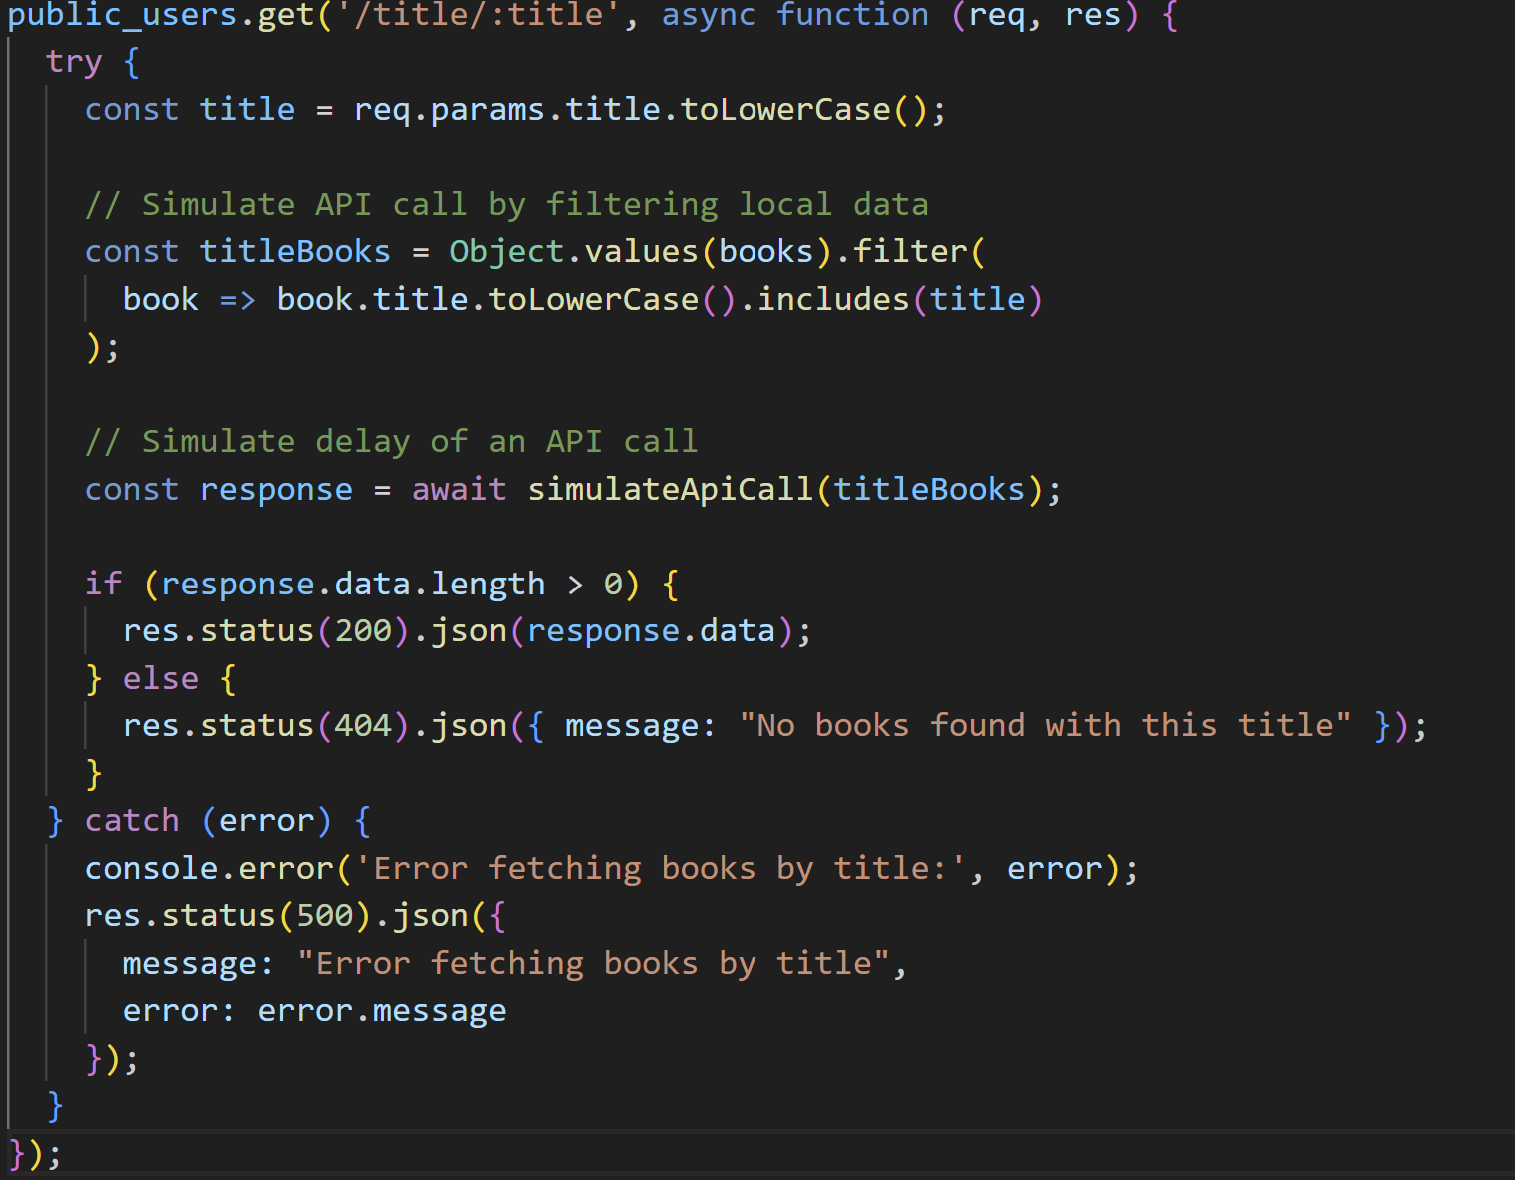 public_users.get('/title/:title', async function (req, res) {
  try {
    const title = req.params.title.toLowerCase();

    // Simulate API call by filtering local data
    const titleBooks = Object.values(books).filter(
      book => book.title.toLowerCase().includes(title)
    );

    // Simulate delay of an API call
    const response = await simulateApiCall(titleBooks);

    if (response.data.length > 0) {
      res.status(200).json(response.data);
    } else {
      res.status(404).json({ message: "No books found with this title" });
    }
  } catch (error) {
    console.error('Error fetching books by title:', error);
    res.status(500).json({
      message: "Error fetching books by title",
      error: error.message
    });
  }
});